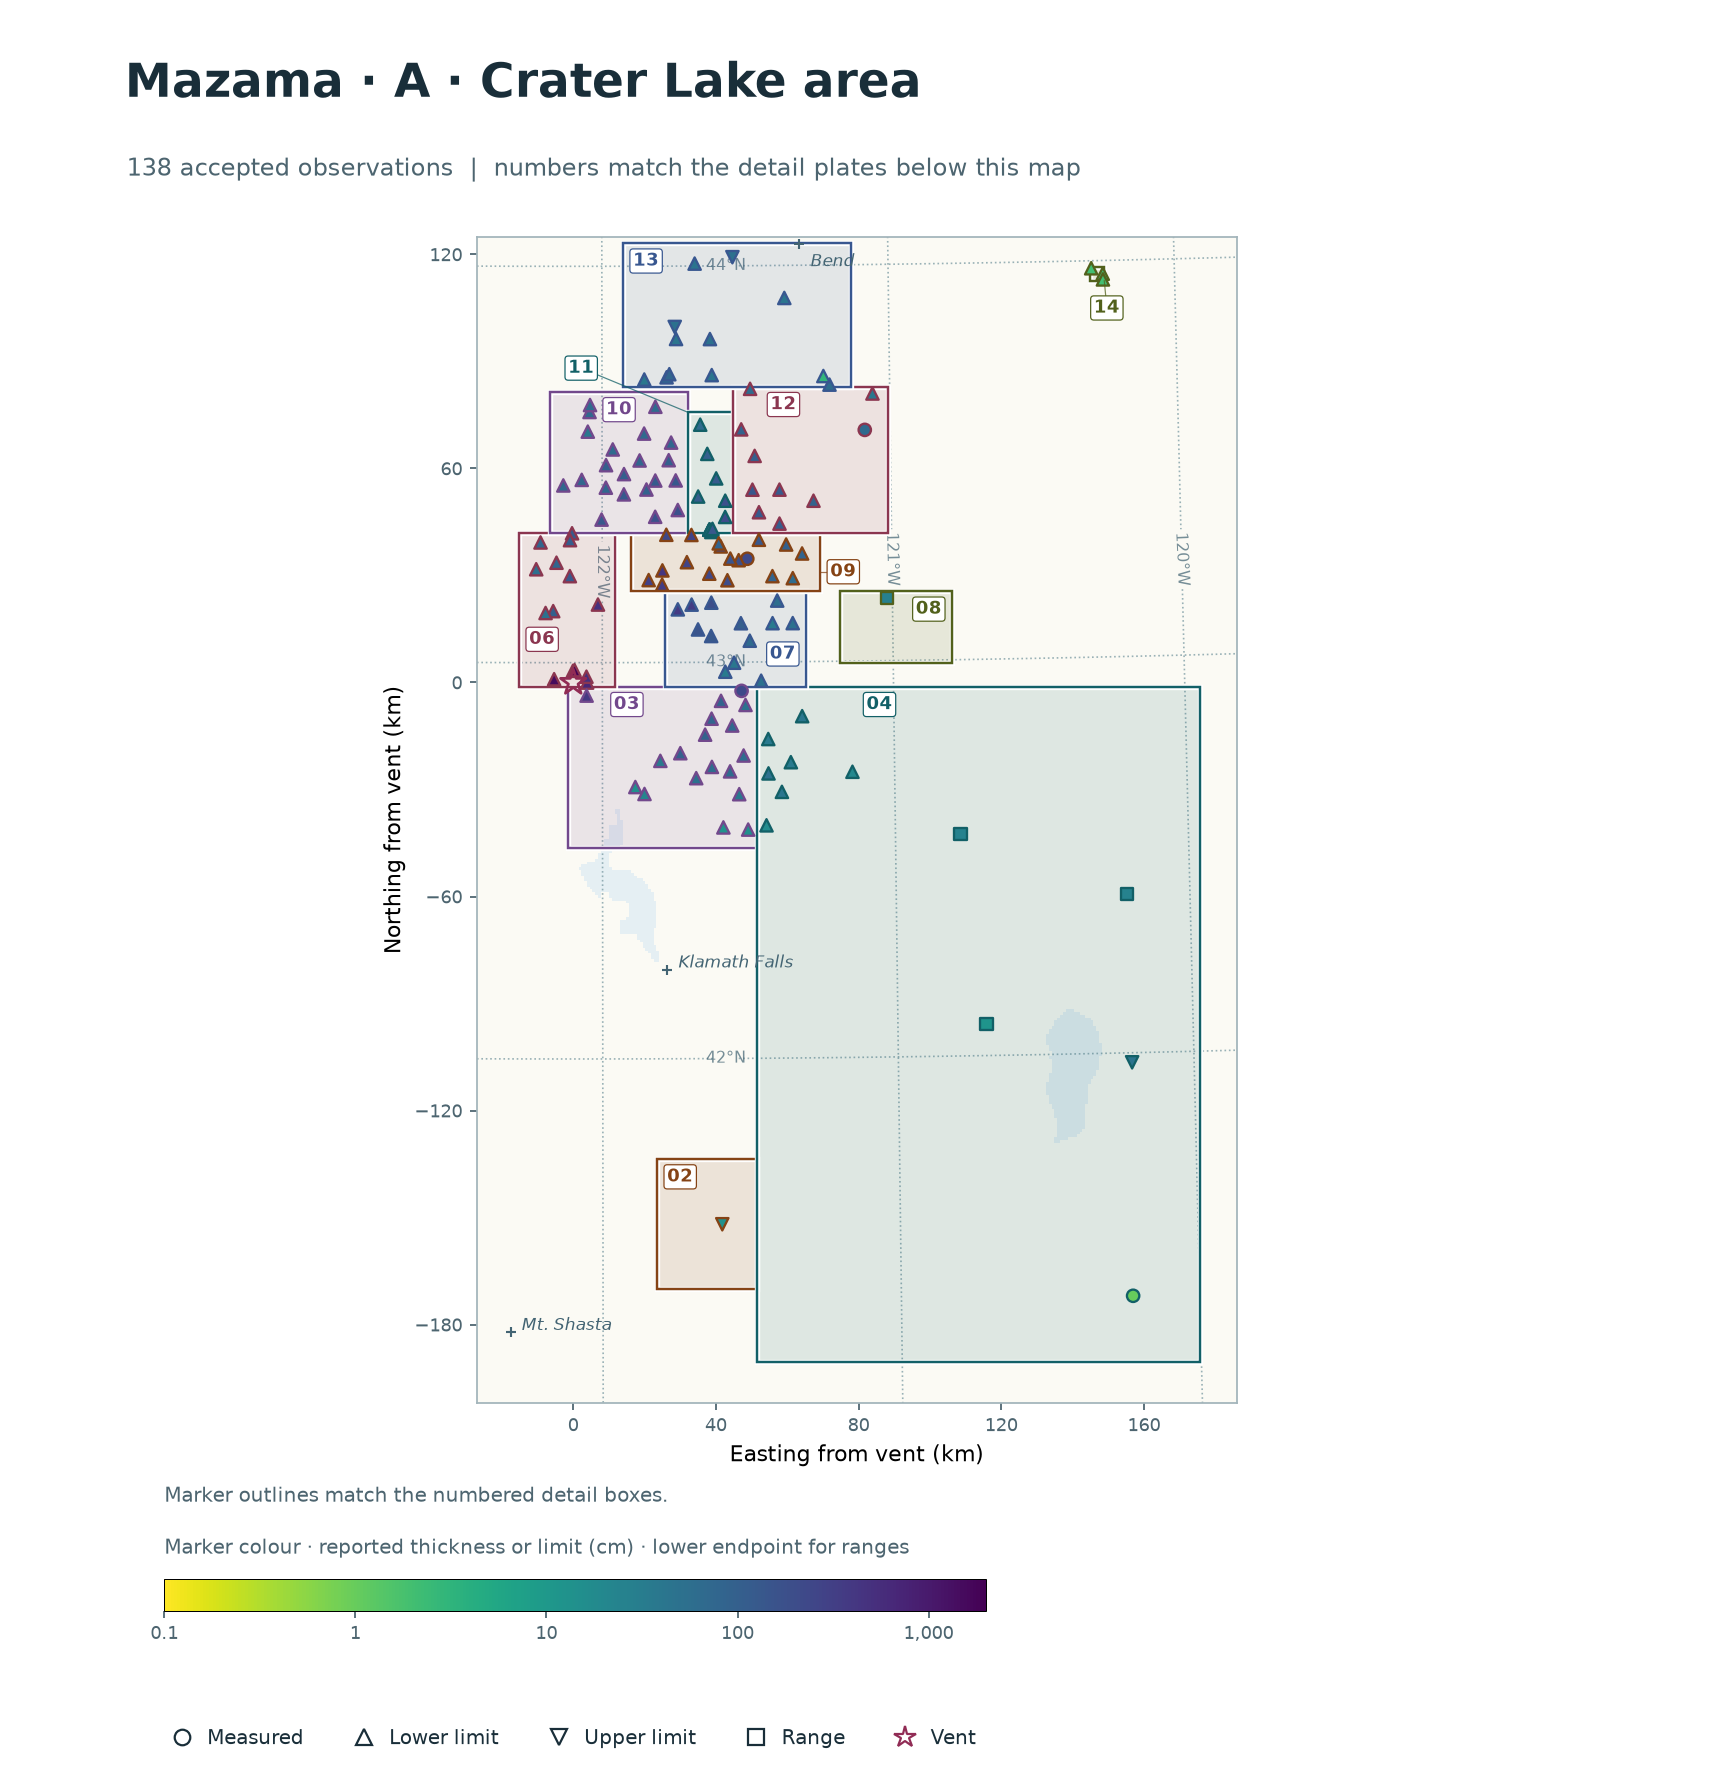 Mazama · A · Crater Lake area
138 accepted observations | numbers match the detail plates below this map
120
60
0
−60
−120
−180
Northing from vent (km)
13
44°N
Bend
14
11
10
12
122°W
121°W
120°W
09
08
06
07
43°N
03
04
Klamath Falls
42°N
02
Mt. Shasta
0
40
80
120
160
Easting from vent (km)
Marker outlines match the numbered detail boxes.
Marker colour · reported thickness or limit (cm) · lower endpoint for ranges
0.1
1
10
100
1,000
Measured
Lower limit
Upper limit
Range
Vent